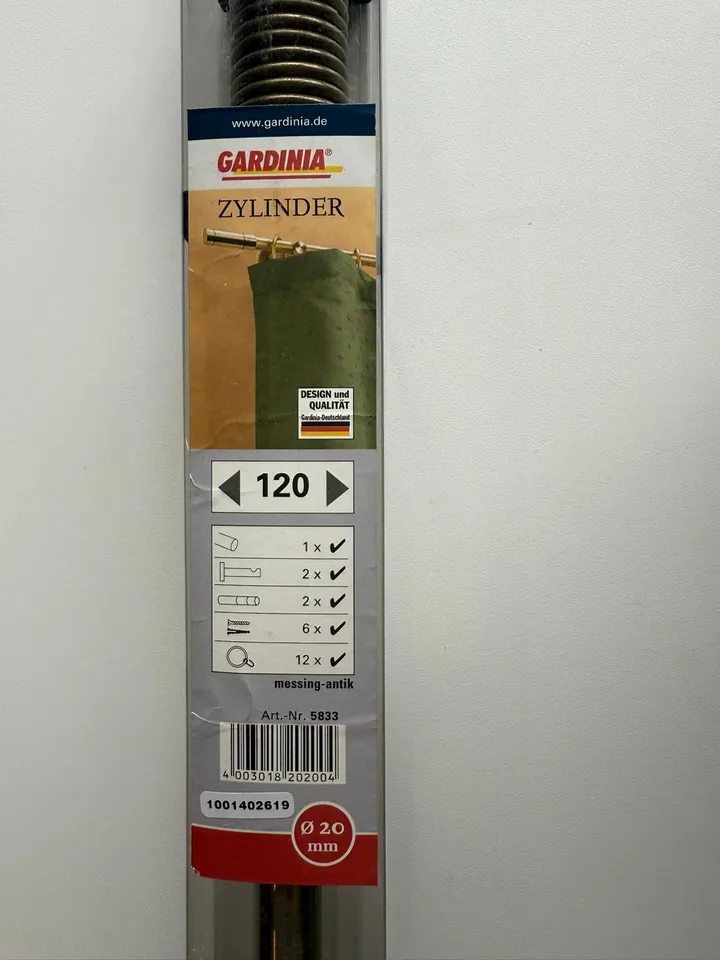 www.gardinia.de
GARDINIA®
ZYLINDER
DESIGN und
QUALITÄT
Gardinia-Deutschland
120
1 x
2 x
2 x
6 x
12 x
messing-antik
Art.-Nr. 5833
4 003018 202004
1001402619
Ø 20
mm